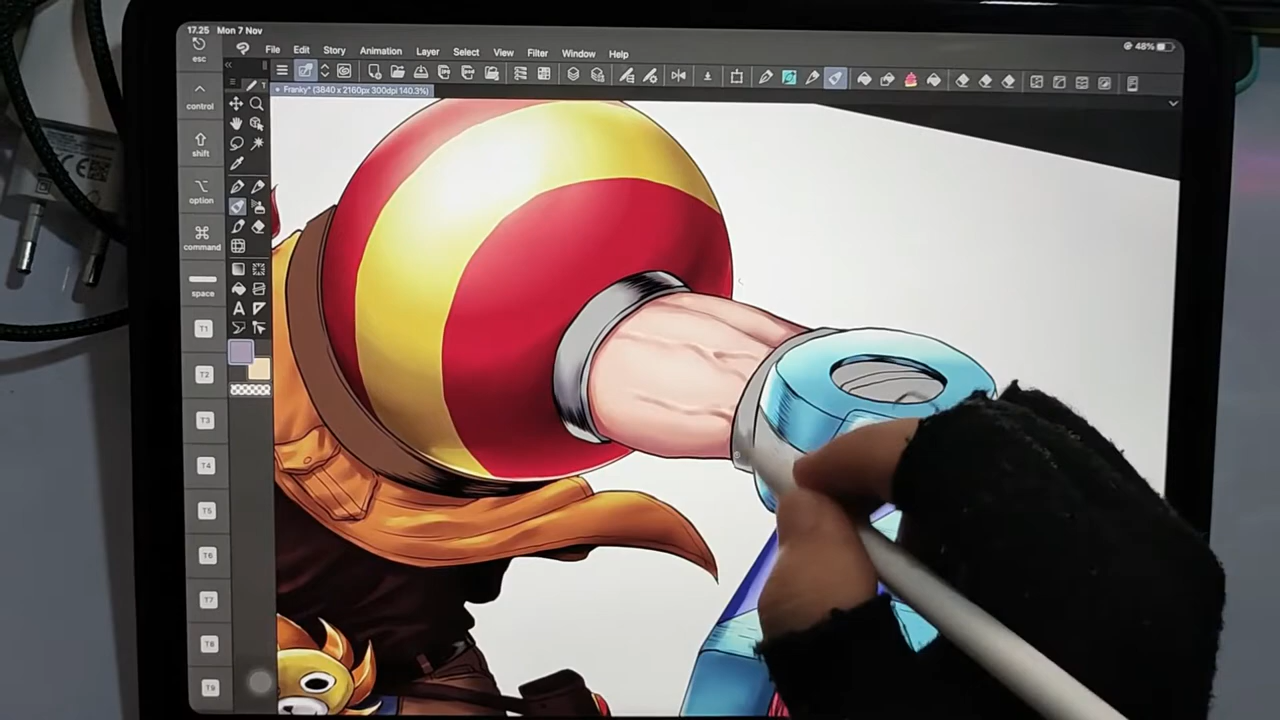 17.25 Mon 7 Nov
48%
esc
File Edit Story Animation Layer Select View Filter Window Help
control
Franky* (3840 x 2160px 300dpi 140.3%)
shift
option
command
space
A
T1
T2
T3
T4
T5
T6
T7
T8
T9
CE